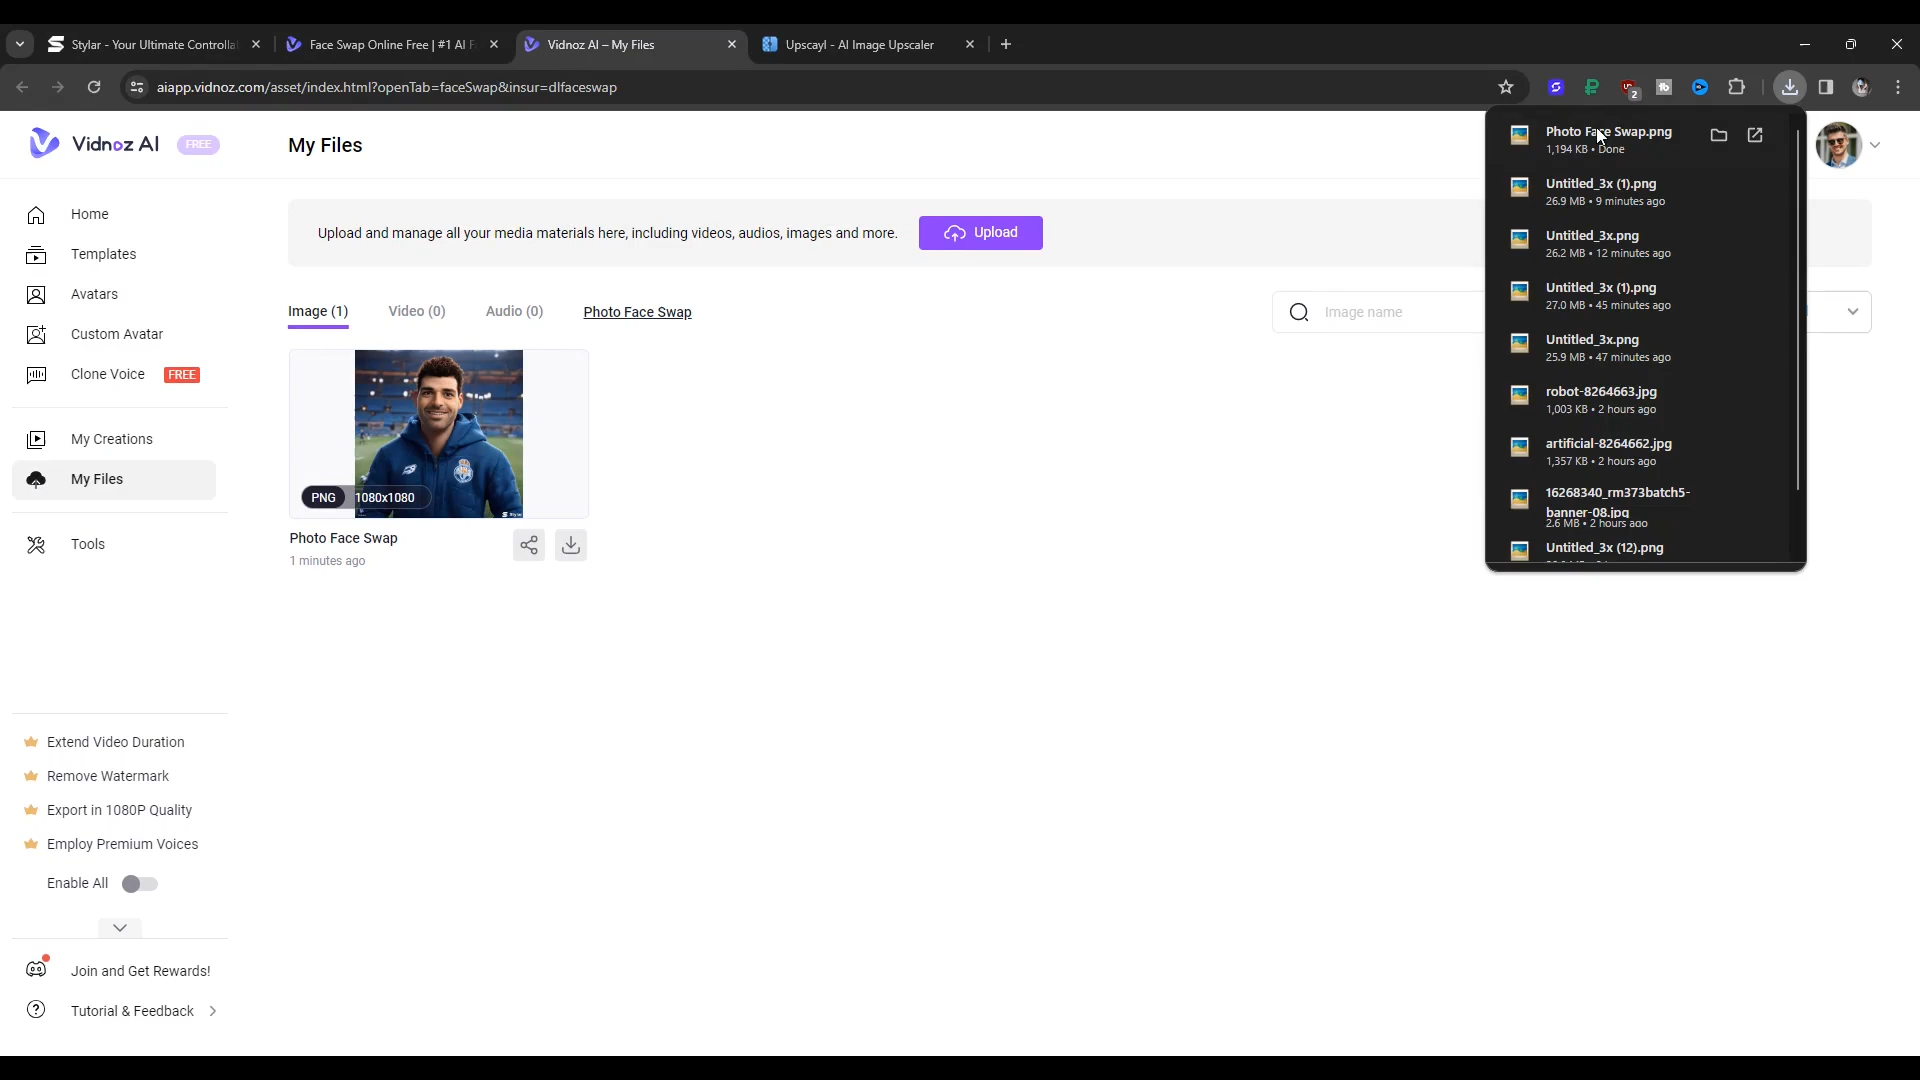 Stylar - Your Ultimate Controlla
Face Swap Online Free | #1 AI F
Vidnoz AI – My Files
Upscayl - AI Image Upscaler
aiapp.vidnoz.com/asset/index.html?openTab=faceSwap&insur=dlfaceswap
2
Vidnoz AI
FREE
My Files
Home
Templates
Avatars
Custom Avatar
Clone Voice
FREE
My Creations
My Files
Tools
Extend Video Duration
Remove Watermark
Export in 1080P Quality
Employ Premium Voices
Enable All
Join and Get Rewards!
Tutorial & Feedback
Upload and manage all your media materials here, including videos, audios, images and more.
Upload
Image (1)
Video (0)
Audio (0)
Photo Face Swap
Image name
PNG
1080x1080
Stylar
Photo Face Swap
1 minutes ago
Photo Face Swap.png
1,194 KB • Done
Untitled_3x (1).png
26.9 MB • 9 minutes ago
Untitled_3x.png
26.2 MB • 12 minutes ago
Untitled_3x (1).png
27.0 MB • 45 minutes ago
Untitled_3x.png
25.9 MB • 47 minutes ago
robot-8264663.jpg
1,003 KB • 2 hours ago
artificial-8264662.jpg
1,357 KB • 2 hours ago
16268340_rm373batch5-
banner-08.jpg
2.6 MB • 2 hours ago
Untitled_3x (12).png